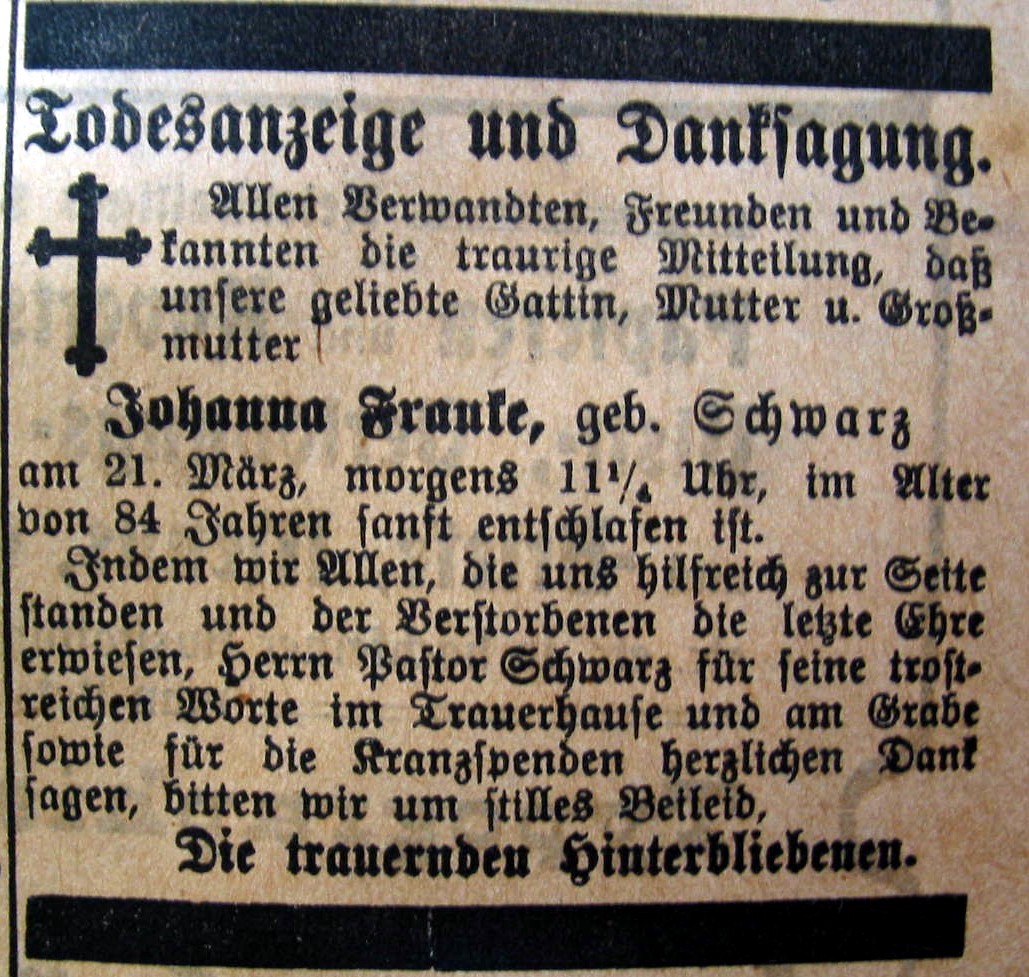 Todesanzeige und Dankſagung.
Allen Verwandten, Freunden und Be-
kannten die traurige Mitteilung, daß
unſere geliebte Gattin, Mutter u. Groß-
mutter
Johanna Franke, geb. Schwarz
am 21. März, morgens 11¼ Uhr, im Alter
von 84 Jahren ſanft entſchlafen iſt.
Indem wir Allen, die uns hilfreich zur Seite
ſtanden und der Verſtorbenen die letzte Ehre
erwieſen, Herrn Paſtor Schwarz für ſeine troſt-
reichen Worte im Trauerhauſe und am Grabe
ſowie für die Kranzſpenden herzlichen Dank
ſagen, bitten wir um ſtilles Beileid,
Die trauernden Hinterbliebenen.